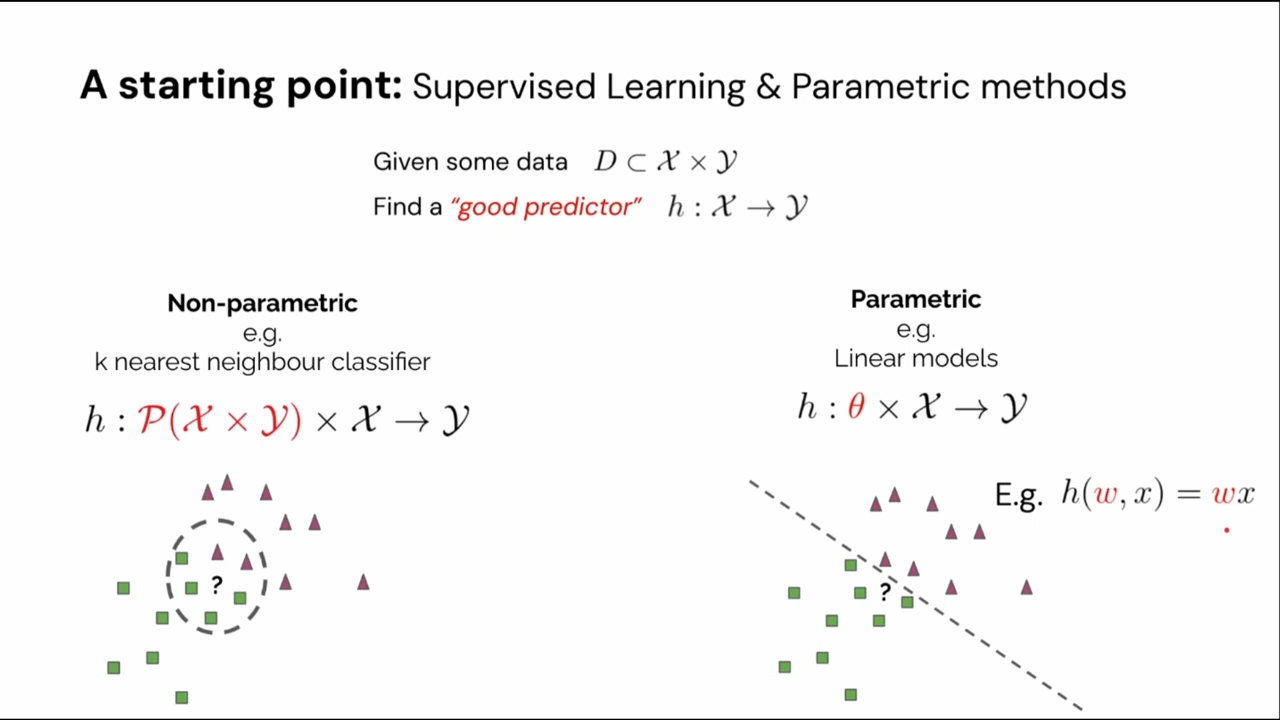 A starting point: Supervised Learning & Parametric methods
Given some data D ⊂ 𝒳 × 𝒴
Find a "good predictor" h : 𝒳 → 𝒴
Non-parametric
e.g.
k nearest neighbour classifier
h : 𝒫(𝒳 × 𝒴) × 𝒳 → 𝒴
?
Parametric
e.g.
Linear models
h : θ × 𝒳 → 𝒴
E.g. h(w, x) = wx
?